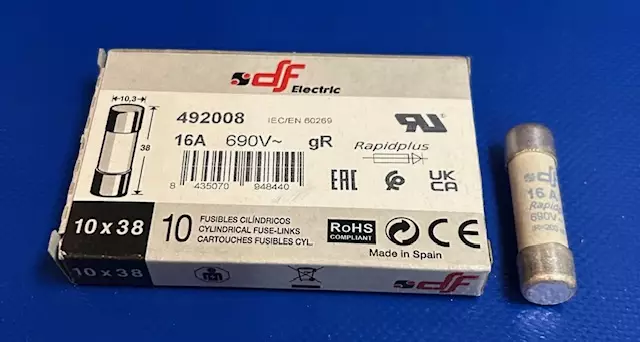 df Electric
10,3
38
492008 IEC/EN 60269
16A 690V~ gR Rapidplus
8 435070 948440
EAC UK CA
10 x 38
10 FUSIBLES CILÍNDRICOS
CYLINDRICAL FUSE-LINKS
CARTOUCHES FUSIBLES CYL.
RoHS
COMPLIANT
CE
Made in Spain
10 x 38
df
df
16 A
Rapid
690V~